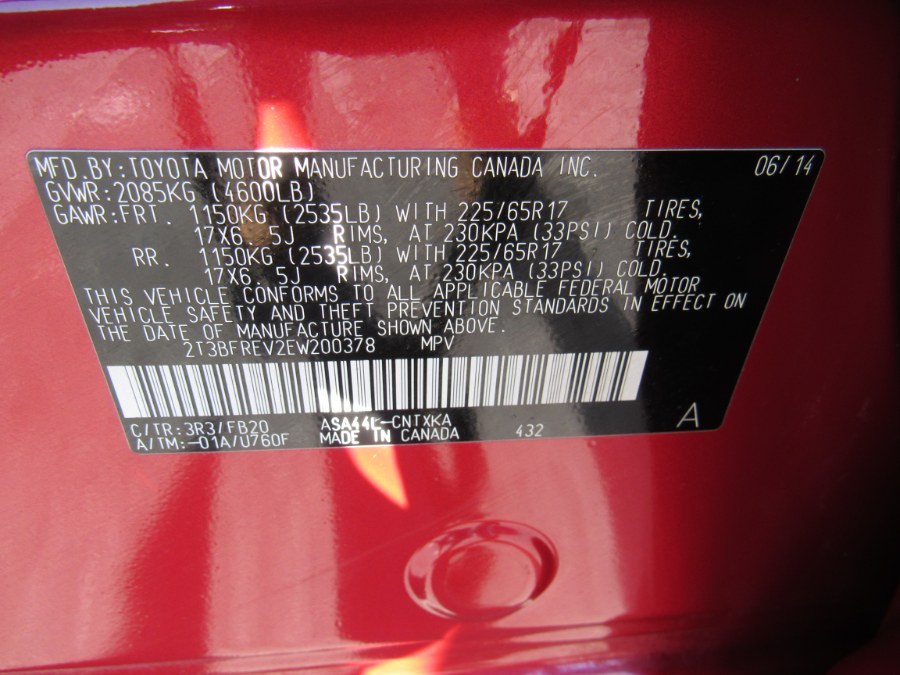 MFD. BY: TOYOTA MOTOR MANUFACTURING CANADA INC. 06/14
GVWR: 2085KG (4600LB)
GAWR: FRT. 1150KG (2535LB) WITH 225/65R17 TIRES,
17X6.5J RIMS, AT 230KPA (33PSI) COLD.
RR. 1150KG (2535LB) WITH 225/65R17 TIRES,
17X6.5J RIMS, AT 230KPA (33PSI) COLD.
THIS VEHICLE CONFORMS TO ALL APPLICABLE FEDERAL MOTOR
VEHICLE SAFETY AND THEFT PREVENTION STANDARDS IN EFFECT ON
THE DATE OF MANUFACTURE SHOWN ABOVE.
2T3BFREV2EW200378 MPV
C/TR: 3R3/FB20 ASA44L-CNTXKA A
A/TM: -01A/U760F MADE IN CANADA 432